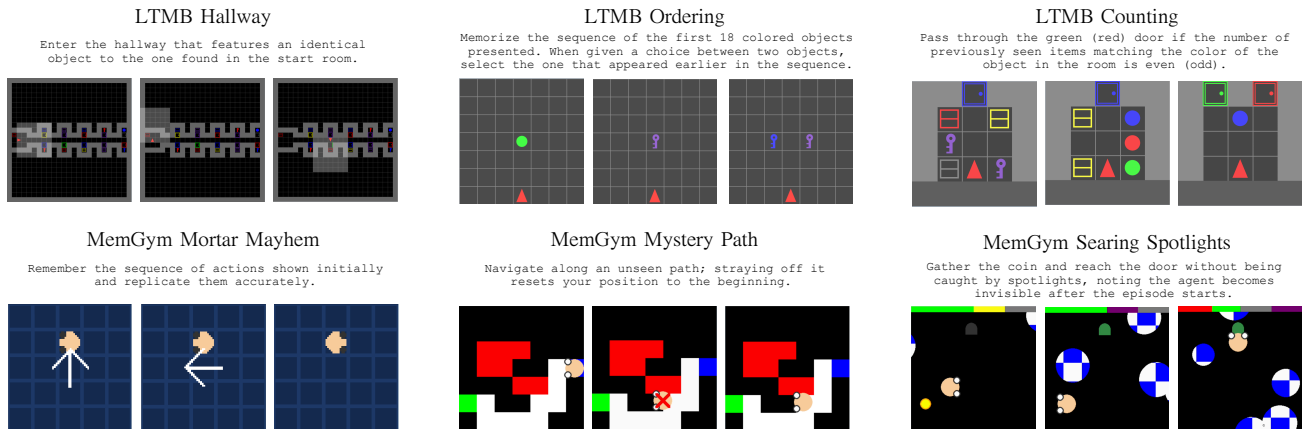 LTMB Hallway
Enter the hallway that features an identical
object to the one found in the start room.
LTMB Ordering
Memorize the sequence of the first 18 colored objects
presented. When given a choice between two objects,
select the one that appeared earlier in the sequence.
LTMB Counting
Pass through the green (red) door if the number of
previously seen items matching the color of the
object in the room is even (odd).
MemGym Mortar Mayhem
Remember the sequence of actions shown initially
and replicate them accurately.
MemGym Mystery Path
Navigate along an unseen path; straying off it
resets your position to the beginning.
MemGym Searing Spotlights
Gather the coin and reach the door without being
caught by spotlights, noting the agent becomes
invisible after the episode starts.